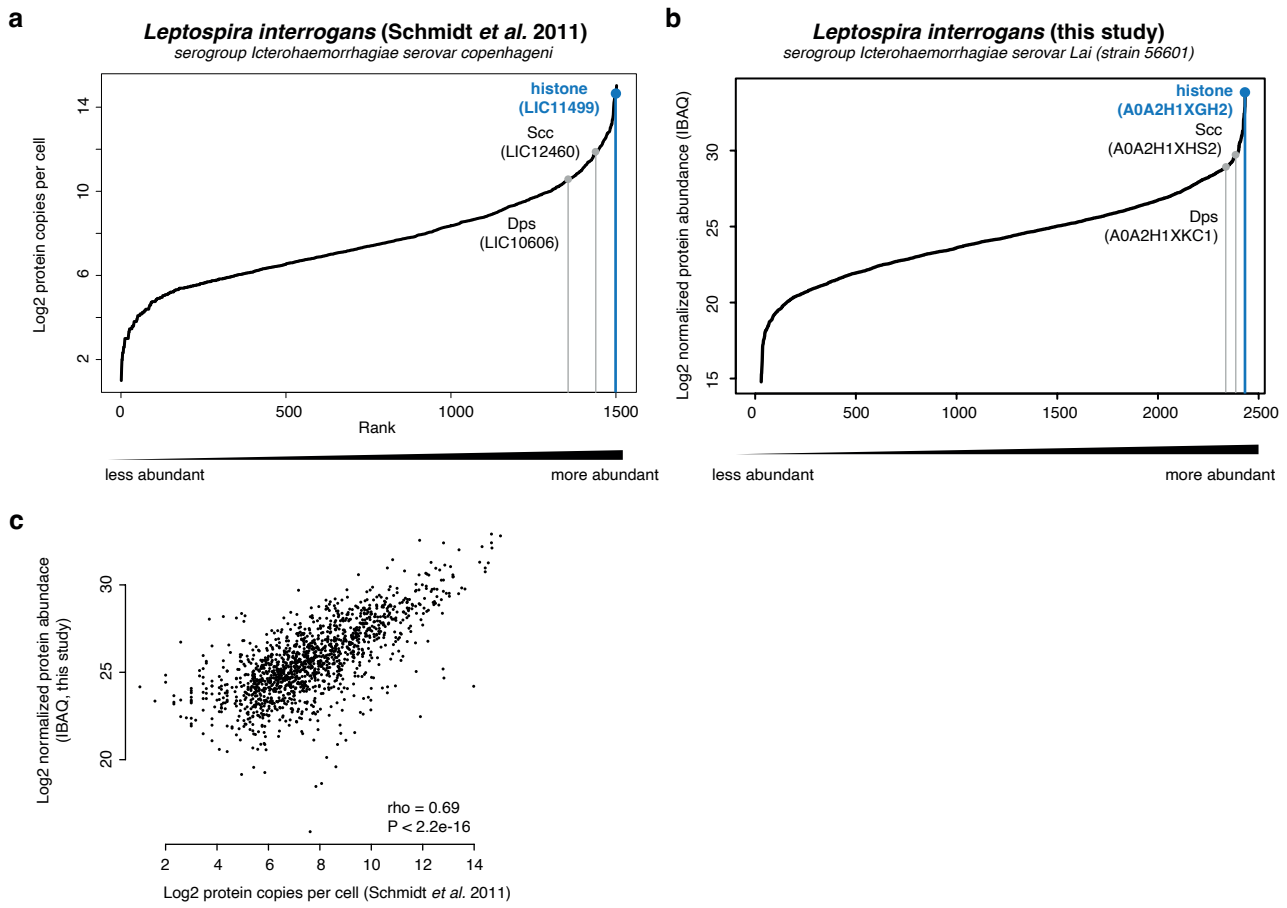 a
Leptospira interrogans (Schmidt et al. 2011)
serogroup Icterohaemorrhagiae serovar copenhageni
Log2 protein copies per cell
14
10
6
2
histone
(LIC11499)
Scc
(LIC12460)
Dps
(LIC10606)
0
500
1000
1500
Rank
less abundant
more abundant
b
Leptospira interrogans (this study)
serogroup Icterohaemorrhagiae serovar Lai (strain 56601)
Log2 normalized protein abundance (IBAQ)
30
25
20
15
histone
(A0A2H1XGH2)
Scc
(A0A2H1XHS2)
Dps
(A0A2H1XKC1)
0
500
1000
1500
2000
2500
less abundant
more abundant
c
Log2 normalized protein abundace
(IBAQ, this study)
30
25
20
rho = 0.69
P < 2.2e-16
2
4
6
8
10
12
14
Log2 protein copies per cell (Schmidt et al. 2011)